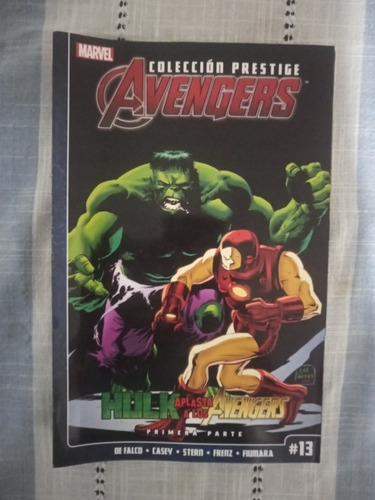 MARVEL
COLECCIÓN PRESTIGE
AVENGERS
HULK APLASTA A LOS AVENGERS
PRIMERA PARTE
DE FALCO • CASEY • STERN • FRENZ • FIUMARA
#13